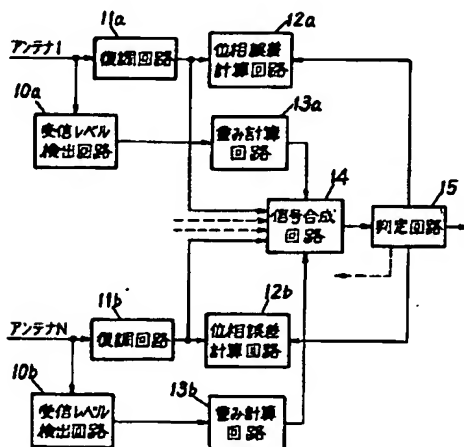 11a
12a
アンテナ1
復調回路
位相誤差
計算回路
10a
13a
受信レベル
検出回路
重み計算
回路
14
15
信号合成
回路
判定回路
11b
12b
アンテナN
復調回路
位相誤差
計算回路
10b
13b
受信レベル
検出回路
重み計算
回路